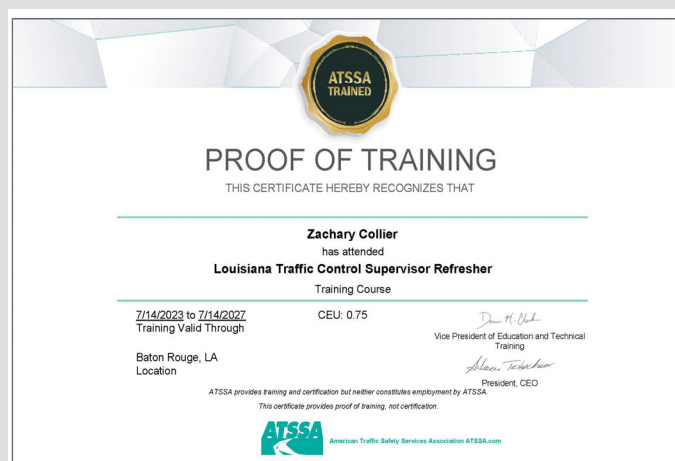 ATSSA
TRAINED
PROOF OF TRAINING
THIS CERTIFICATE HEREBY RECOGNIZES THAT
Zachary Collier
has attended
Louisiana Traffic Control Supervisor Refresher
Training Course
7/14/2023 to 7/14/2027
Training Valid Through
CEU: 0.75
Vice President of Education and Technical
Training
Baton Rouge, LA
Location
President, CEO
ATSSA provides training and certification but neither constitutes employment by ATSSA.
This certificate provides proof of training, not certification.
ATSSA
American Traffic Safety Services Association ATSSA.com